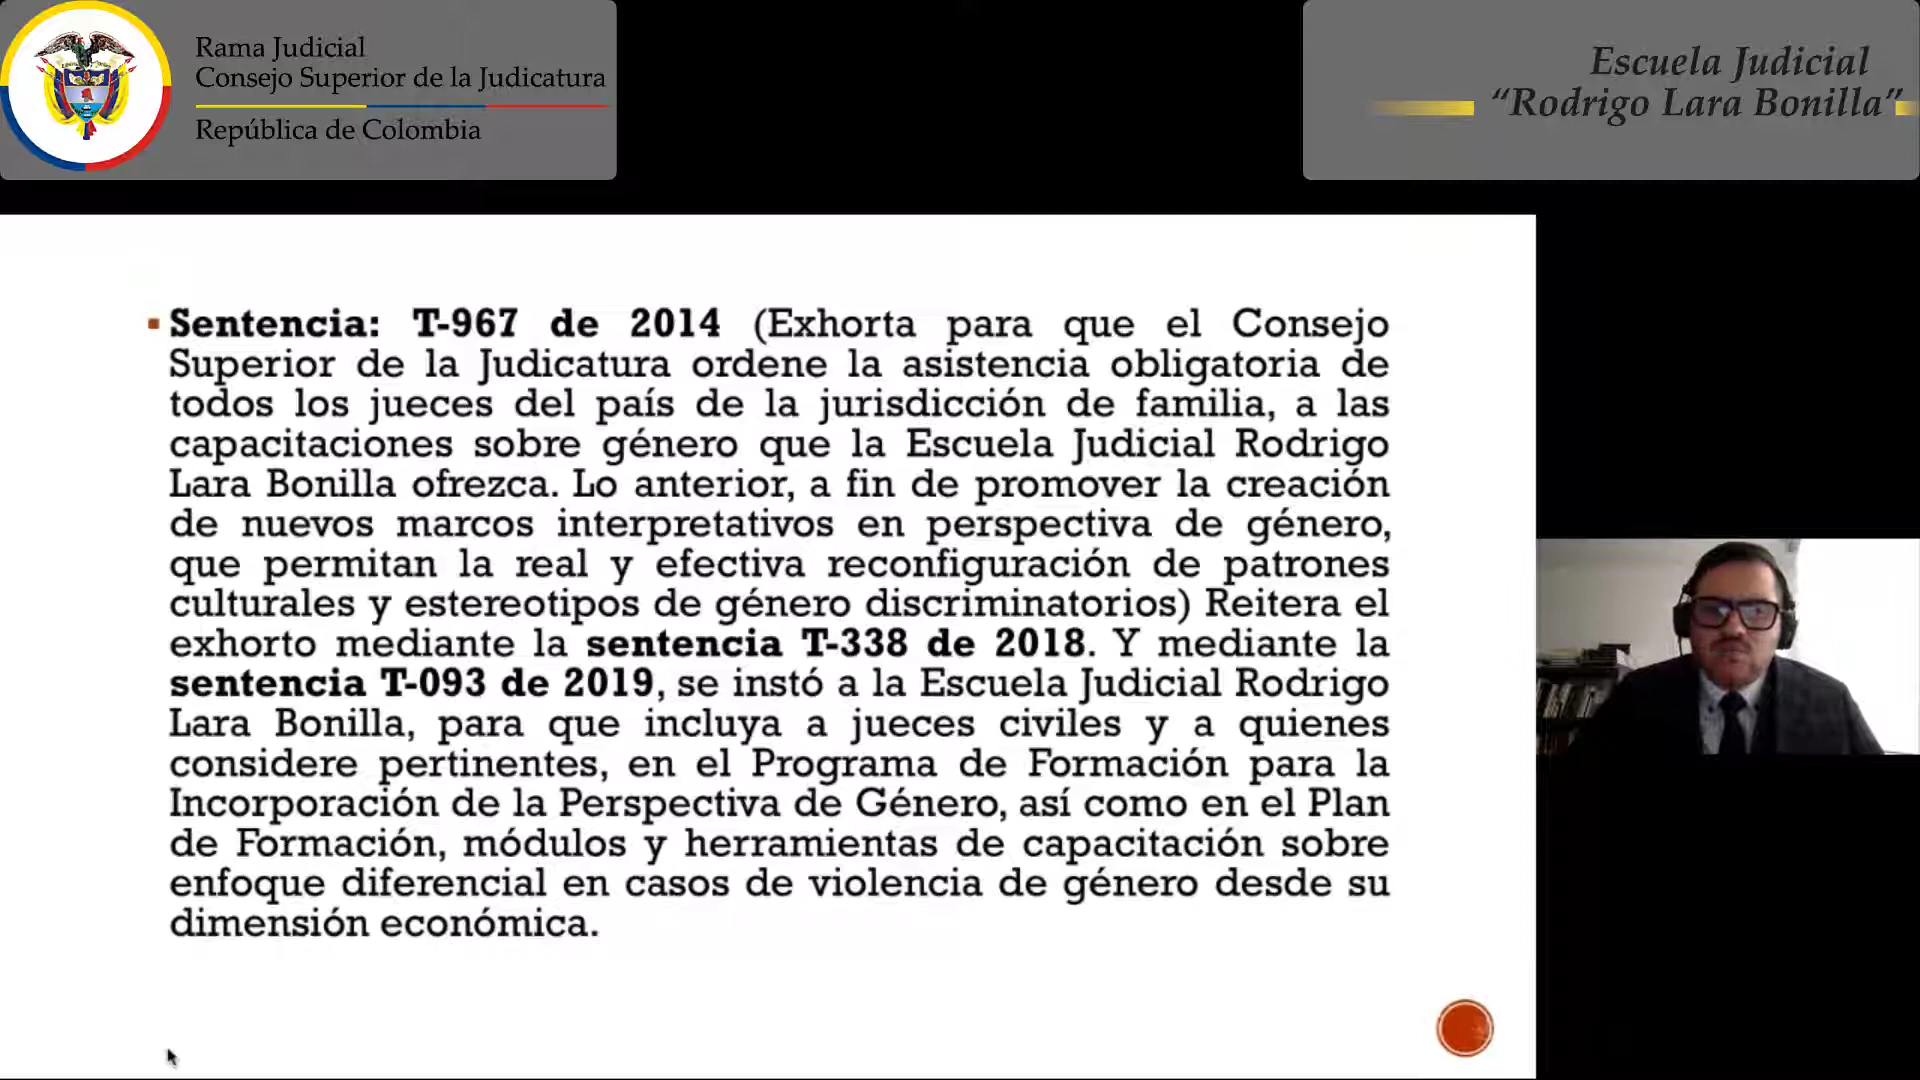 Rama Judicial
Consejo Superior de la Judicatura
República de Colombia
Escuela Judicial
“Rodrigo Lara Bonilla”
Sentencia: T-967 de 2014 (Exhorta para que el Consejo
Superior de la Judicatura ordene la asistencia obligatoria de
todos los jueces del país de la jurisdicción de familia, a las
capacitaciones sobre género que la Escuela Judicial Rodrigo
Lara Bonilla ofrezca. Lo anterior, a fin de promover la creación
de nuevos marcos interpretativos en perspectiva de género,
que permitan la real y efectiva reconfiguración de patrones
culturales y estereotipos de género discriminatorios) Reitera el
exhorto mediante la sentencia T-338 de 2018. Y mediante la
sentencia T-093 de 2019, se instó a la Escuela Judicial Rodrigo
Lara Bonilla, para que incluya a jueces civiles y a quienes
considere pertinentes, en el Programa de Formación para la
Incorporación de la Perspectiva de Género, así como en el Plan
de Formación, módulos y herramientas de capacitación sobre
enfoque diferencial en casos de violencia de género desde su
dimensión económica.